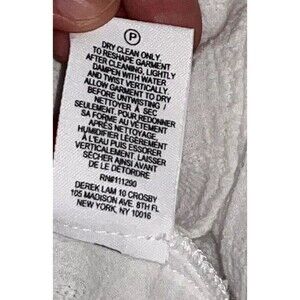 P
DRY CLEAN ONLY.
TO RESHAPE GARMENT
AFTER CLEANING, LIGHTLY
DAMPEN WITH WATER
AND TWIST VERTICALLY.
ALLOW GARMENT TO DRY
BEFORE UNTWISTING /
NETTOYER À SEC
SEULEMENT. POUR REDONNER
SA FORME AU VÊTEMENT
APRÈS NETTOYAGE,
HUMIDIFIER LÉGÈREMENT
À L'EAU PUIS ESSORER
VERTICALEMENT. LAISSER
SÉCHER AINSI AVANT
DE LE DETORDRE
RN#111290
DEREK LAM 10 CROSBY
105 MADISON AVE. 8TH FL
NEW YORK, NY 10016